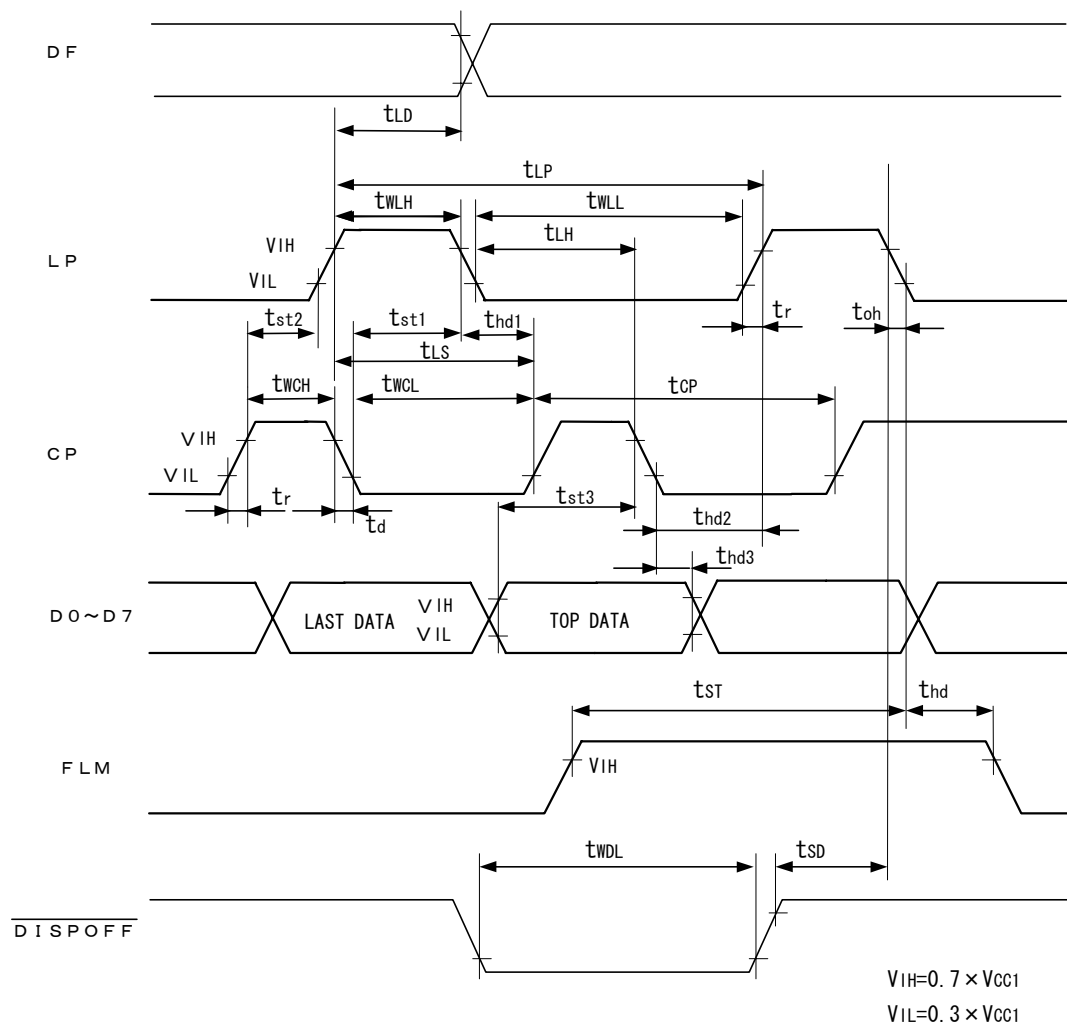 DF
tLD
tLP
tWLH
tWLL
tLH
LP
VIH
VIL
tst2
tst1
thd1
tr
toh
tLS
tWCH
tWCL
tCP
CP
VIH
VIL
tr
td
tst3
thd2
thd3
D0～D7
LAST DATA
VIH
VIL
TOP DATA
tST
thd
FLM
VIH
tWDL
tSD
DISPOFF
VIH=0.7×VCC1
VIL=0.3×VCC1